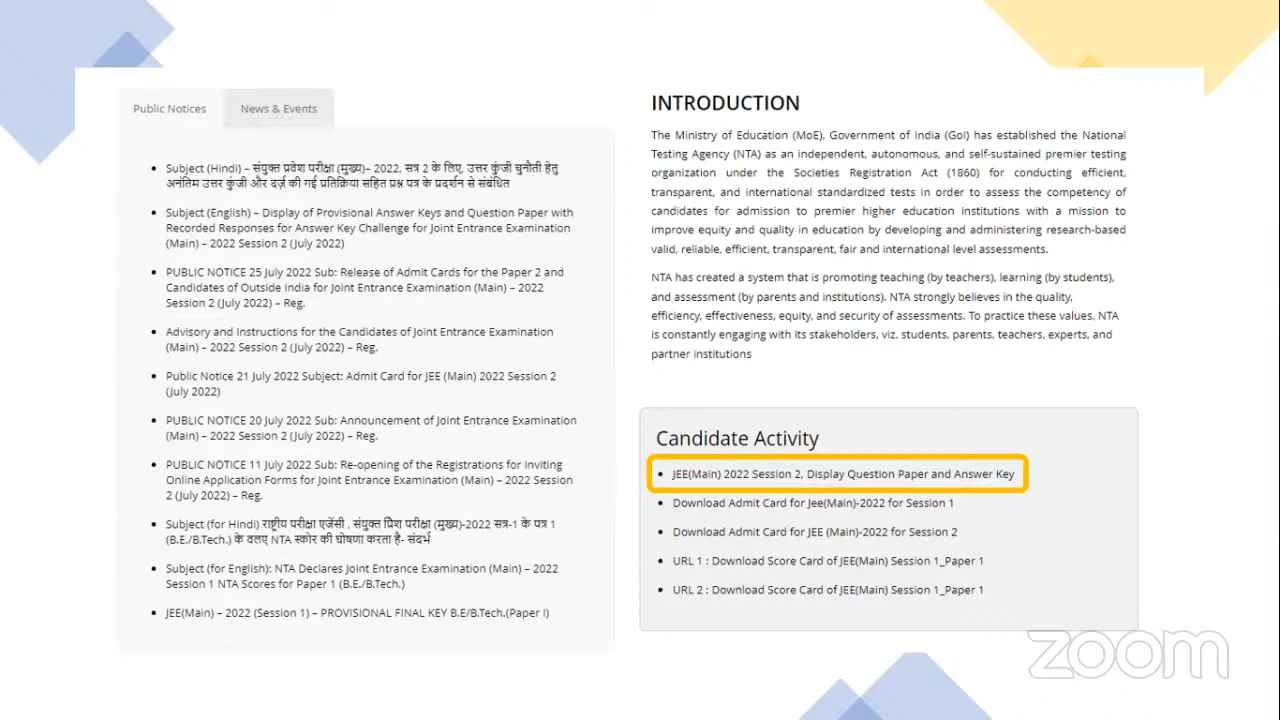 Public Notices
News & Events
Subject (Hindi) – संयुक्त प्रवेश परीक्षा (मुख्य)– 2022, सत्र 2 के लिए, उत्तर कुंजी चुनौती हेतु
अनंतिम उत्तर कुंजी और दर्ज़ की गई प्रतिक्रिया सहित प्रश्न पत्र के प्रदर्शन से संबंधित
Subject (English) – Display of Provisional Answer Keys and Question Paper with
Recorded Responses for Answer Key Challenge for Joint Entrance Examination
(Main) – 2022 Session 2 (July 2022)
PUBLIC NOTICE 25 July 2022 Sub: Release of Admit Cards for the Paper 2 and
Candidates of Outside India for Joint Entrance Examination (Main) – 2022
Session 2 (July 2022) – Reg.
Advisory and Instructions for the Candidates of Joint Entrance Examination
(Main) – 2022 Session 2 (July 2022) – Reg.
Public Notice 21 July 2022 Subject: Admit Card for JEE (Main) 2022 Session 2
(July 2022)
PUBLIC NOTICE 20 July 2022 Sub: Announcement of Joint Entrance Examination
(Main) – 2022 Session 2 (July 2022) – Reg.
PUBLIC NOTICE 11 July 2022 Sub: Re-opening of the Registrations for Inviting
Online Application Forms for Joint Entrance Examination (Main) – 2022 Session
2 (July 2022) – Reg.
Subject (for Hindi) राष्ट्रीय परीक्षा एजेंसी , संयुक्त प्रिेश परीक्षा (मुख्य)-2022 सत्र-1 के पत्र 1
(B.E./B.Tech.) के वलए NTA स्कोर की घोषणा करता है- संदर्भ
Subject (for English): NTA Declares Joint Entrance Examination (Main) – 2022
Session 1 NTA Scores for Paper 1 (B.E./B.Tech.)
JEE(Main) – 2022 (Session 1) – PROVISIONAL FINAL KEY B.E/B.Tech.(Paper I)
INTRODUCTION
The Ministry of Education (MoE), Government of India (GoI) has established the National
Testing Agency (NTA) as an independent, autonomous, and self-sustained premier testing
organization under the Societies Registration Act (1860) for conducting efficient,
transparent, and international standardized tests in order to assess the competency of
candidates for admission to premier higher education institutions with a mission to
improve equity and quality in education by developing and administering research-based
valid, reliable, efficient, transparent, fair and international level assessments.
NTA has created a system that is promoting teaching (by teachers), learning (by students),
and assessment (by parents and institutions). NTA strongly believes in the quality,
efficiency, effectiveness, equity, and security of assessments. To practice these values, NTA
is constantly engaging with its stakeholders, viz. students, parents, teachers, experts, and
partner institutions
Candidate Activity
JEE(Main) 2022 Session 2, Display Question Paper and Answer Key
Download Admit Card for Jee(Main)-2022 for Session 1
Download Admit Card for JEE (Main)-2022 for Session 2
URL 1 : Download Score Card of JEE(Main) Session 1_Paper 1
URL 2 : Download Score Card of JEE(Main) Session 1_Paper 1
zoom